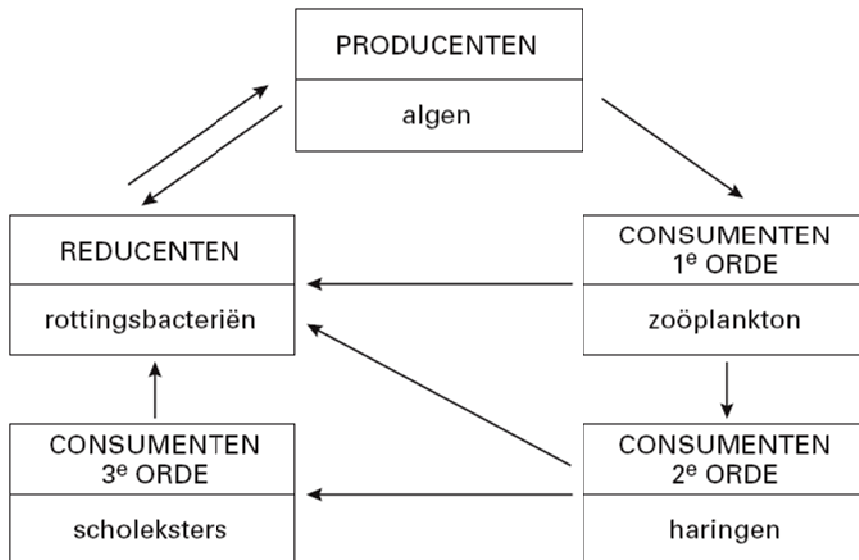 PRODUCENTEN
algen
REDUCENTEN
rottingsbacteriën
CONSUMENTEN
1e ORDE
zoöplankton
CONSUMENTEN
3e ORDE
scholeksters
CONSUMENTEN
2e ORDE
haringen